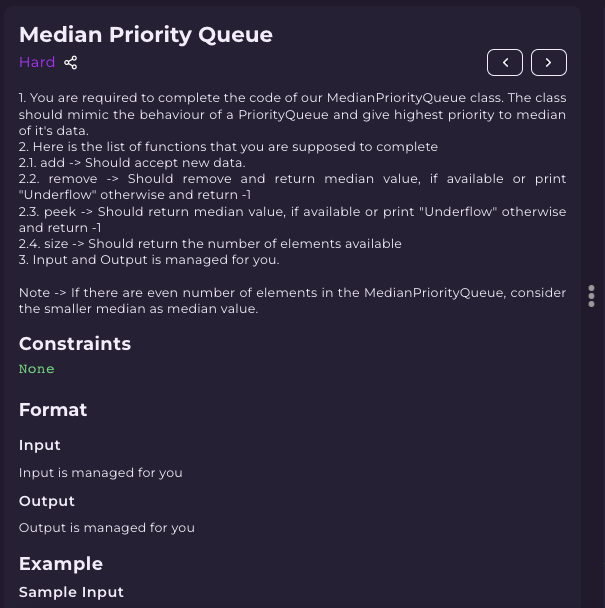 Median Priority Queue
Hard
1. You are required to complete the code of our MedianPriorityQueue class. The class
should mimic the behaviour of a PriorityQueue and give highest priority to median
of it's data.
2. Here is the list of functions that you are supposed to complete
2.1. add -> Should accept new data.
2.2. remove -> Should remove and return median value, if available or print
"Underflow" otherwise and return -1
2.3. peek -> Should return median value, if available or print "Underflow" otherwise
and return -1
2.4. size -> Should return the number of elements available
3. Input and Output is managed for you.
Note -> If there are even number of elements in the MedianPriorityQueue, consider
the smaller median as median value.
Constraints
None
Format
Input
Input is managed for you
Output
Output is managed for you
Example
Sample Input